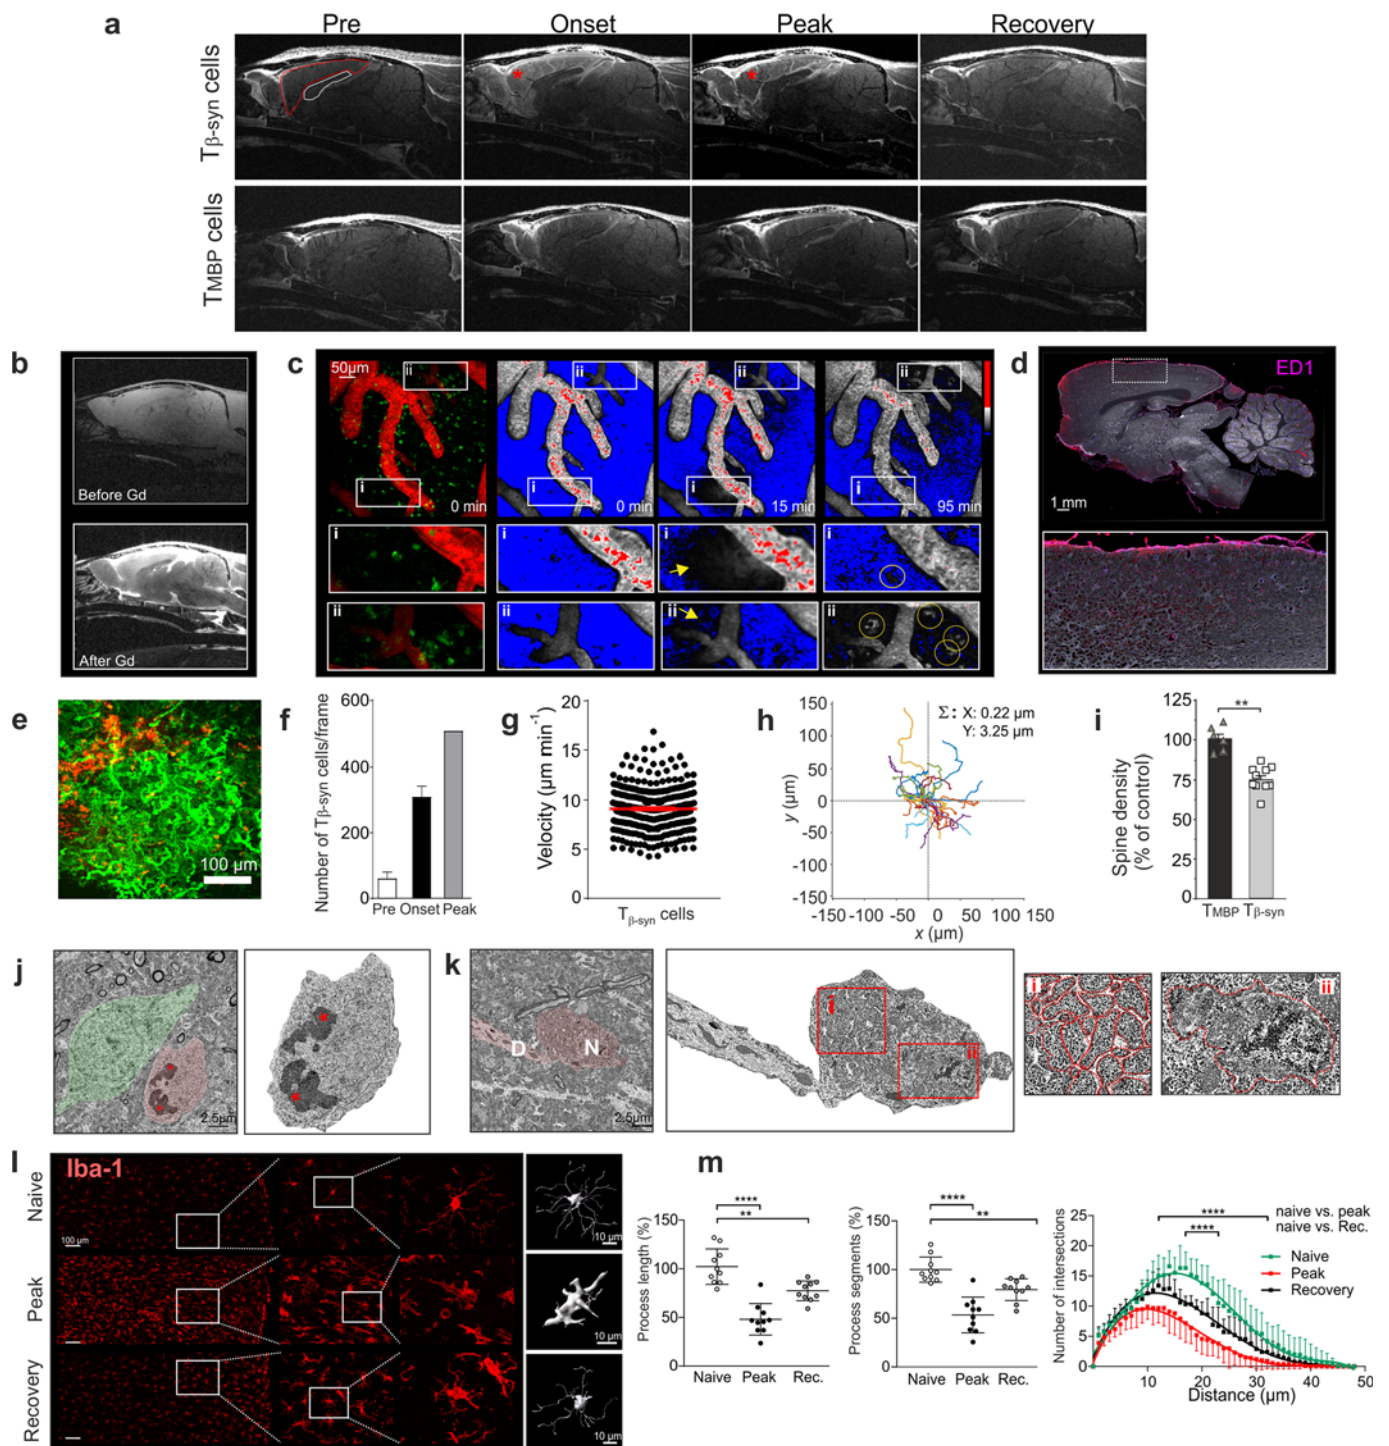 a
Pre Onset Peak Recovery
Tβ-syn cells
TMBP cells
b
Before Gd
After Gd
c
50µm
ii ii ii ii
i i i i
0 min 0 min 15 min 95 min
i i i i
ii ii ii ii
d
ED1
1 mm
e
100 µm
f
Number of Tβ-syn cells/frame
600
400
200
0
Pre Onset Peak
g
Velocity (µm min⁻¹)
20
15
10
5
0
Tβ-syn cells
h
Σ: X: 0.22 µm
Y: 3.25 µm
y (µm)
150
100
50
0
-50
-100
-150
-150 -100 -50 0 50 100 150
x (µm)
i
**
Spine density
(% of control)
125
100
75
50
25
0
TMBP Tβ-syn
j
* *
2.5µm
* *
k
D N
2.5µm
i
ii
i
ii
l
Iba-1
Naive
100 µm
10 µm
Peak
10 µm
Recovery
10 µm
m
****
**
Process length (%)
150
100
50
0
Naive Peak Rec.
****
**
Process segments (%)
150
100
50
0
Naive Peak Rec.
**** naive vs. peak
**** naive vs. Rec.
Naive
Peak
Recovery
Number of intersections
25
20
15
10
5
0
0 10 20 30 40 50
Distance (µm)